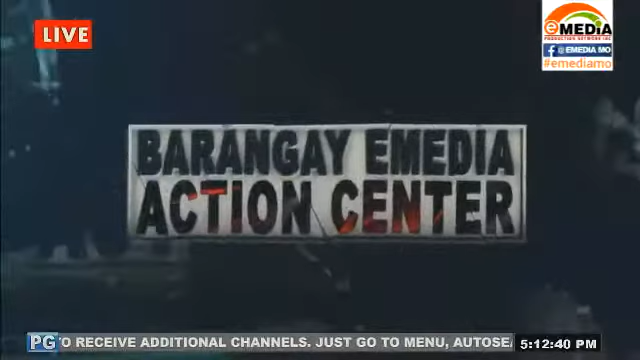 LIVE
eMEDIA
PRODUCTION NETWORK INC
f @EMEDIA MO
#emediamo
BARANGAY EMEDIA
ACTION CENTER
PG
TO RECEIVE ADDITIONAL CHANNELS. JUST GO TO MENU, AUTOSEA
5:12:40 PM